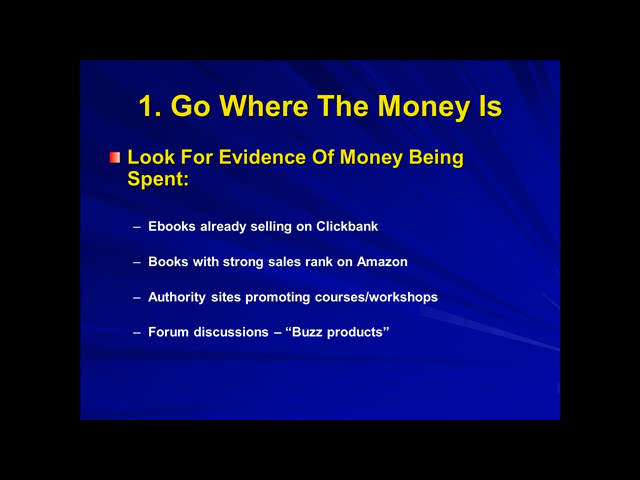 1. Go Where The Money Is
Look For Evidence Of Money Being
Spent:
– Ebooks already selling on Clickbank
– Books with strong sales rank on Amazon
– Authority sites promoting courses/workshops
– Forum discussions – “Buzz products”